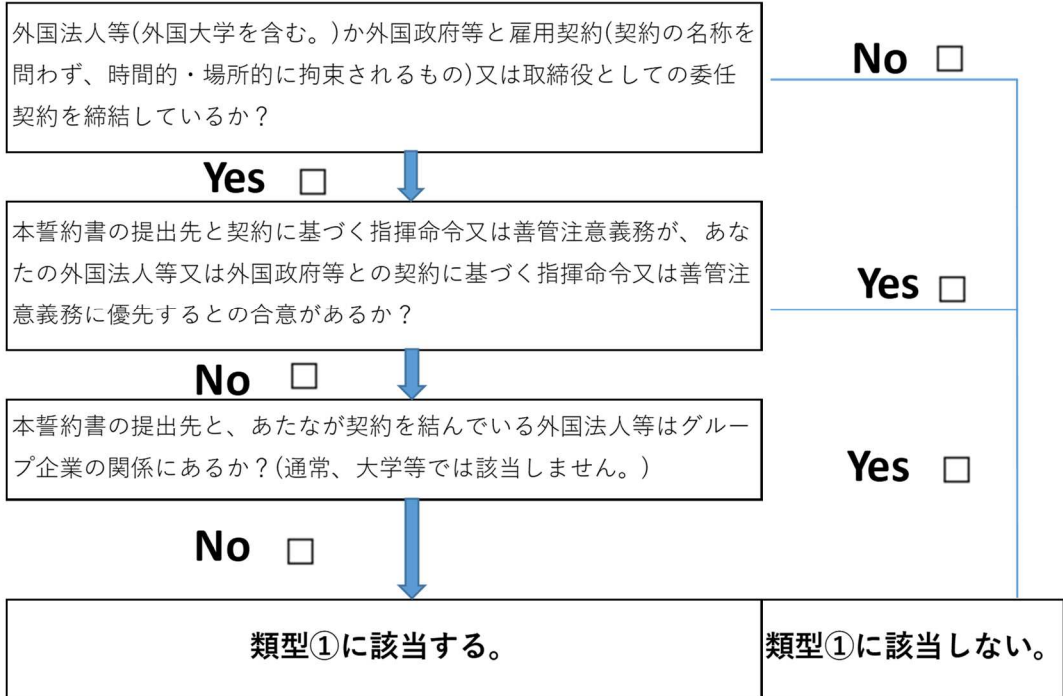 外国法人等(外国大学を含む。)か外国政府等と雇用契約(契約の名称を
問わず、時間的・場所的に拘束されるもの)又は取締役としての委任
契約を締結しているか？
No □
Yes □
本誓約書の提出先と契約に基づく指揮命令又は善管注意義務が、あな
たの外国法人等又は外国政府等との契約に基づく指揮命令又は善管注
意義務に優先するとの合意があるか？
Yes □
No □
本誓約書の提出先と、あたなが契約を結んでいる外国法人等はグルー
プ企業の関係にあるか？(通常、大学等では該当しません。)
Yes □
No □
類型①に該当する。
類型①に該当しない。